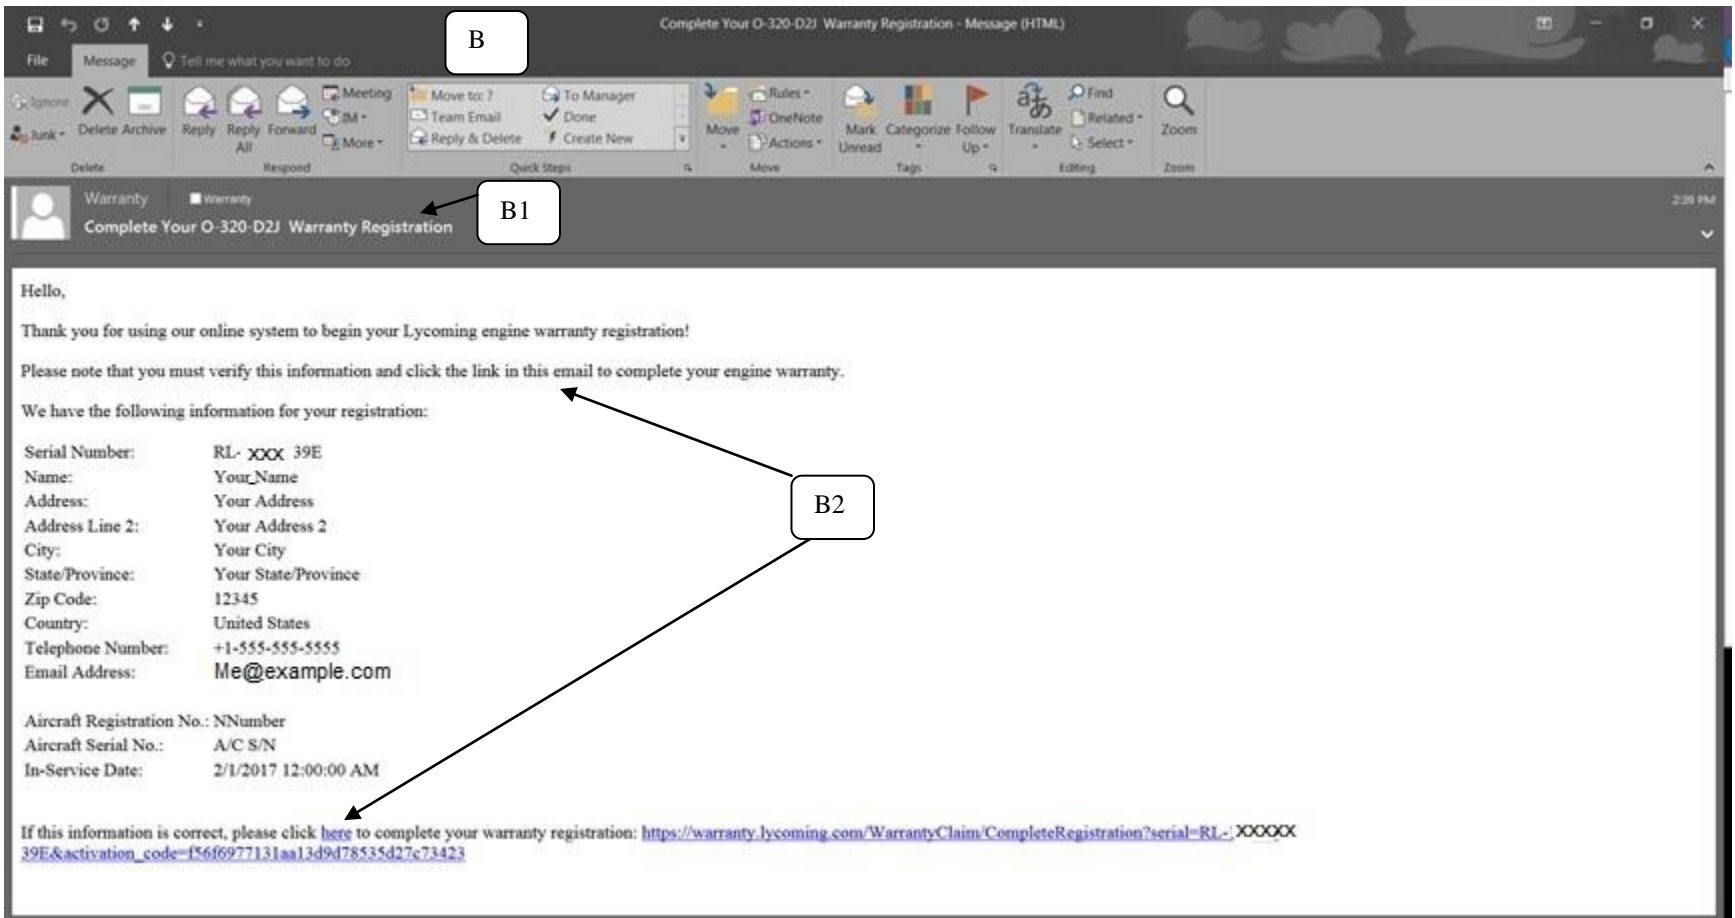 B
Complete Your O-320-D2J Warranty Registration - Message (HTML)
File Message Tell me what you want to do
Ignore
Junk
Delete Archive
Reply Reply All Forward
Meeting
IM
More
Move to: ? To Manager
Team Email Done
Reply & Delete Create New
Move
Rules
OneNote
Actions
Mark Unread Categorize Follow Up
Translate
Find
Related
Select
Zoom
Delete Respond Quick Steps Move Tags Editing Zoom
Warranty Warranty
2:39 PM
B1
Complete Your O-320-D2J Warranty Registration
Hello,
Thank you for using our online system to begin your Lycoming engine warranty registration!
Please note that you must verify this information and click the link in this email to complete your engine warranty.
We have the following information for your registration:
Serial Number: RL- XXX 39E
Name: Your_Name
Address: Your Address
B2
Address Line 2: Your Address 2
City: Your City
State/Province: Your State/Province
Zip Code: 12345
Country: United States
Telephone Number: +1-555-555-5555
Email Address: Me@example.com
Aircraft Registration No.: NNumber
Aircraft Serial No.: A/C S/N
In-Service Date: 2/1/2017 12:00:00 AM
If this information is correct, please click here to complete your warranty registration: https://warranty.lycoming.com/WarrantyClaim/CompleteRegistration?serial=RL- XXXXX
39E&activation_code=f56f6977131aa13d9d78535d27c73423